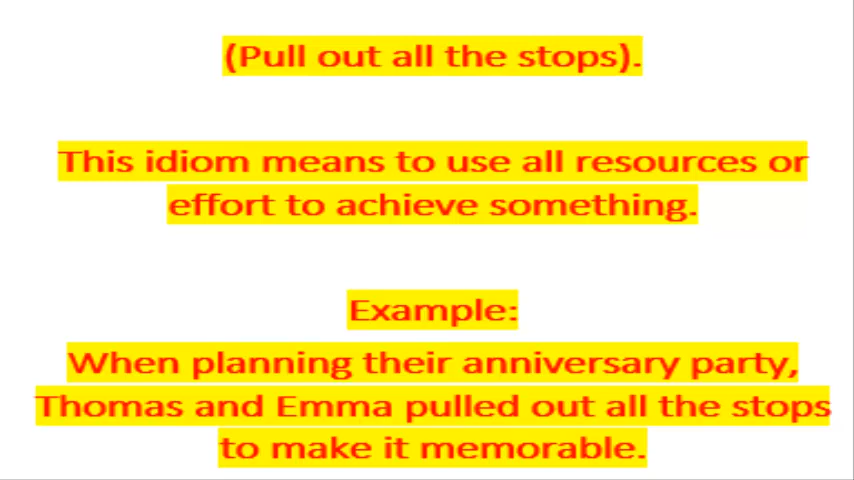 (Pull out all the stops).
This idiom means to use all resources or
effort to achieve something.
Example:
When planning their anniversary party,
Thomas and Emma pulled out all the stops
to make it memorable.